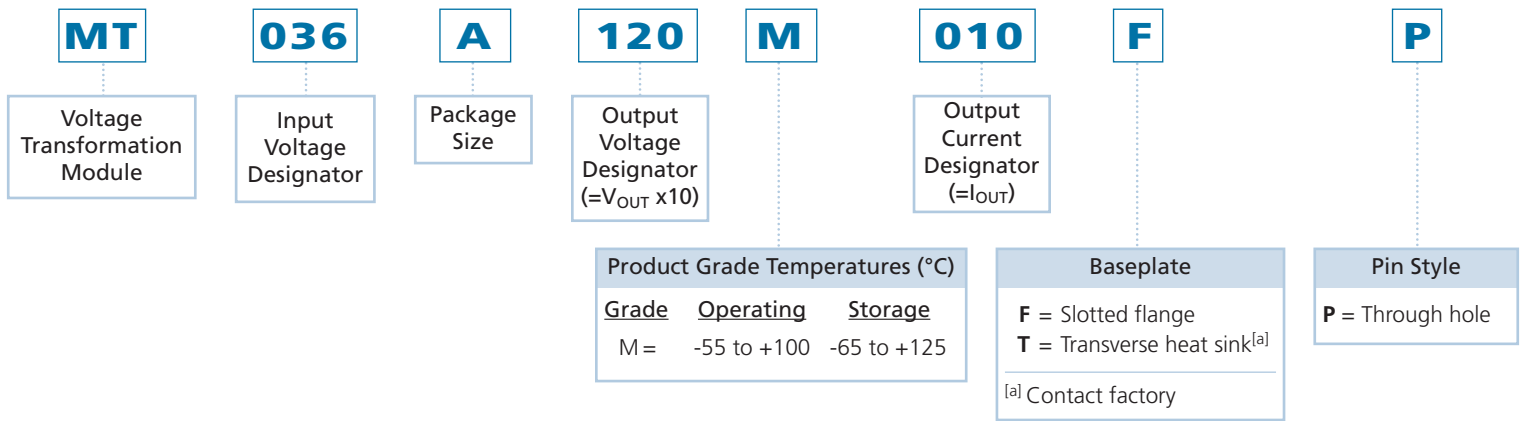 MT 036 A 120 M 010 F P
Voltage
Transformation
Module
Input
Voltage
Designator
Package
Size
Output
Voltage
Designator
(=VOUT x10)
Output
Current
Designator
(=IOUT)
Product Grade Temperatures (°C)
Grade Operating Storage
M = -55 to +100 -65 to +125
Baseplate
F = Slotted flange
T = Transverse heat sink[a]
[a] Contact factory
Pin Style
P = Through hole